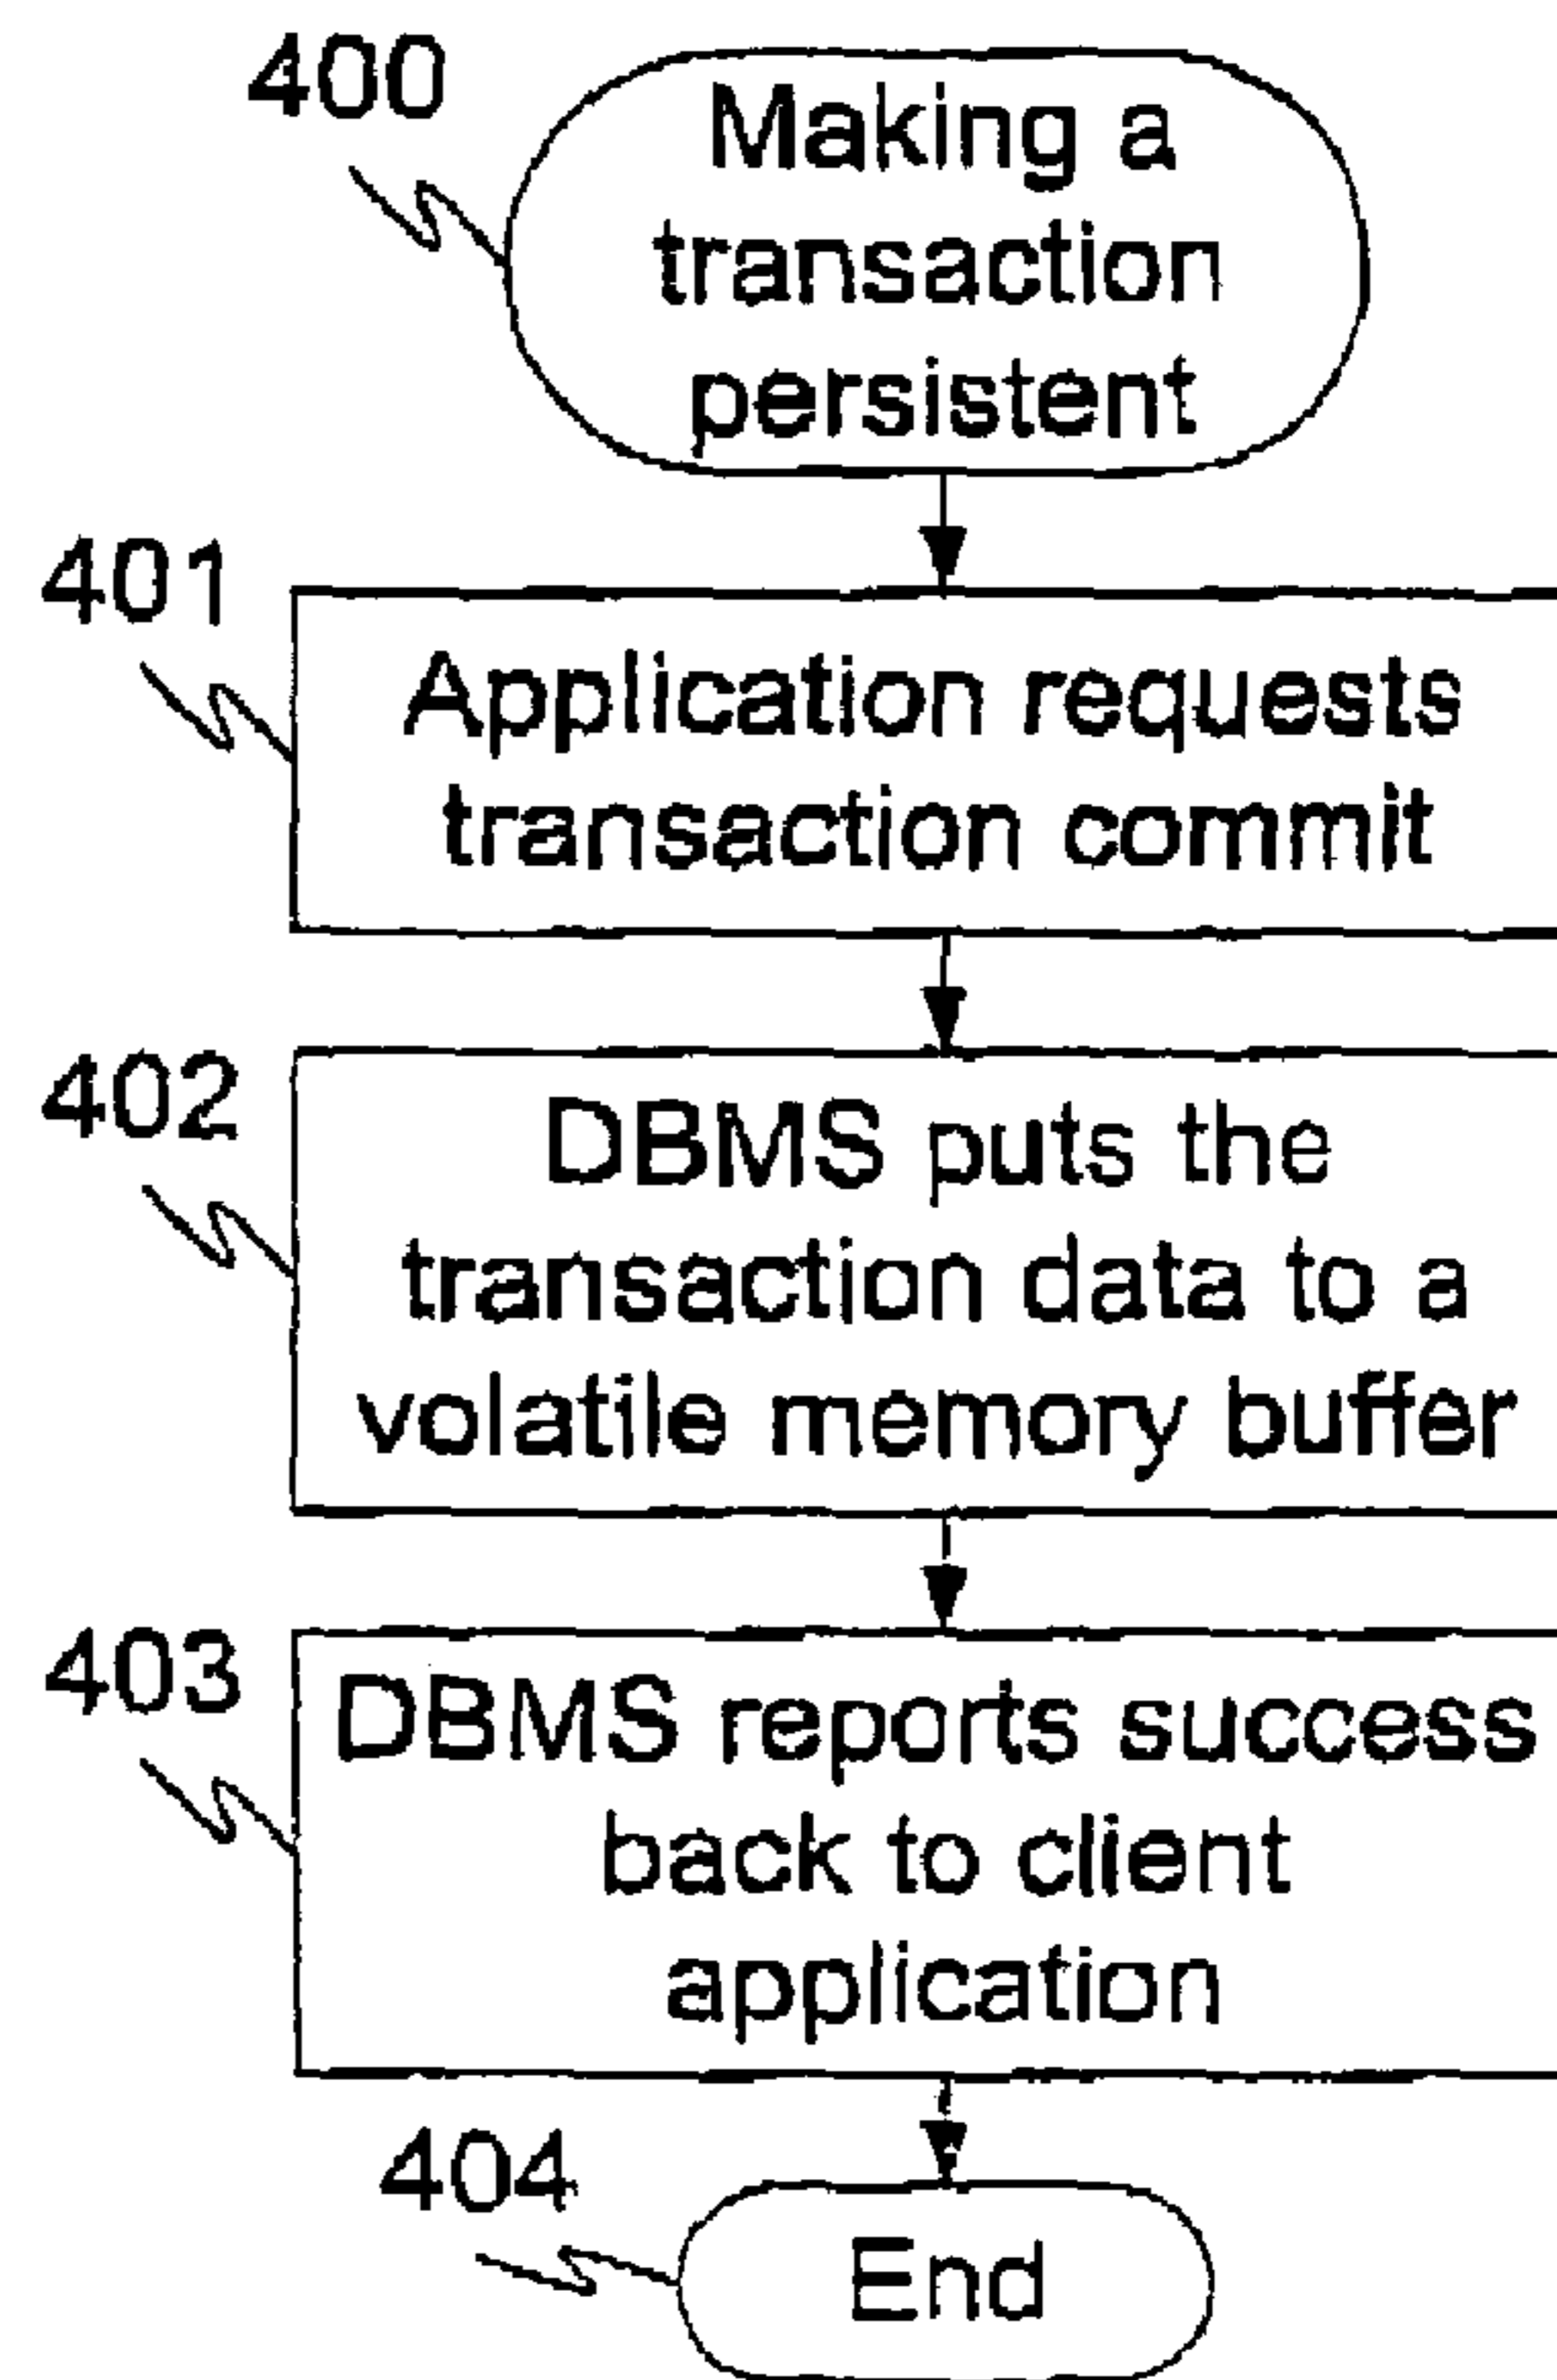 400
Making a
transaction
persistent
401
Application requests
transaction commit
402
DBMS puts the
transaction data to a
volatile memory buffer
403
DBMS reports success
back to client
application
404
End